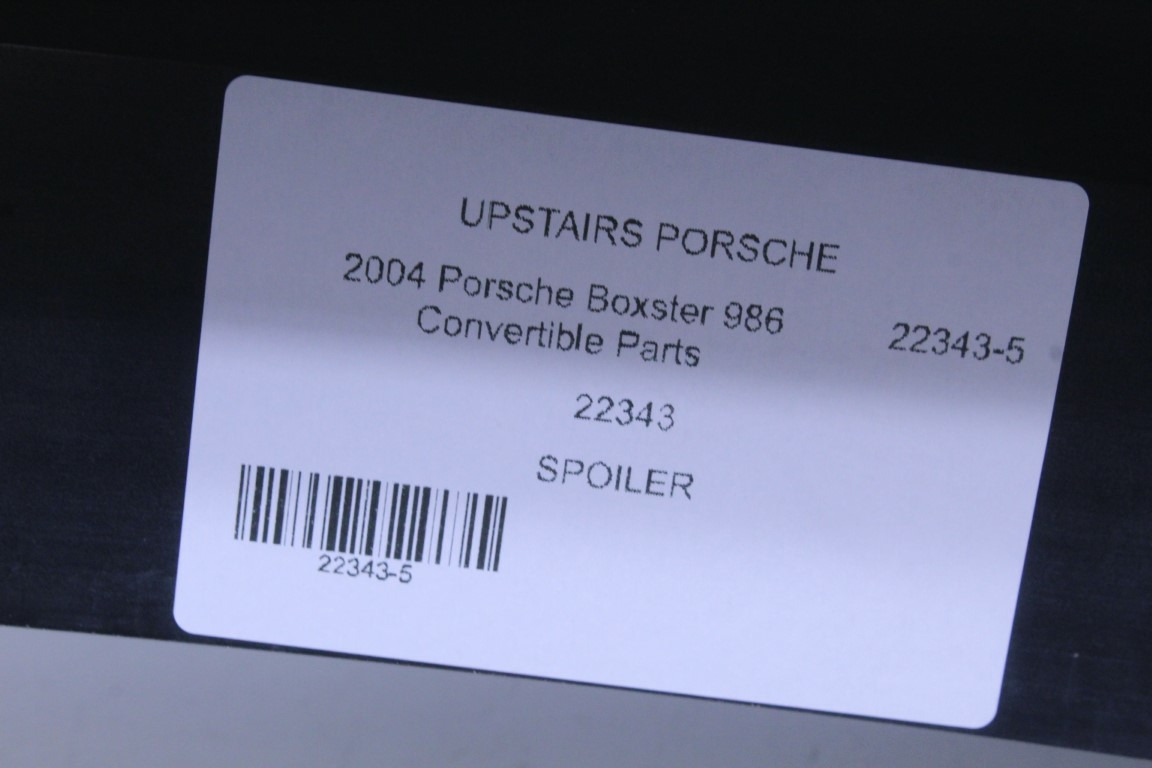 UPSTAIRS PORSCHE
2004 Porsche Boxster 986
Convertible Parts
22343-5
22343
SPOILER
22343-5